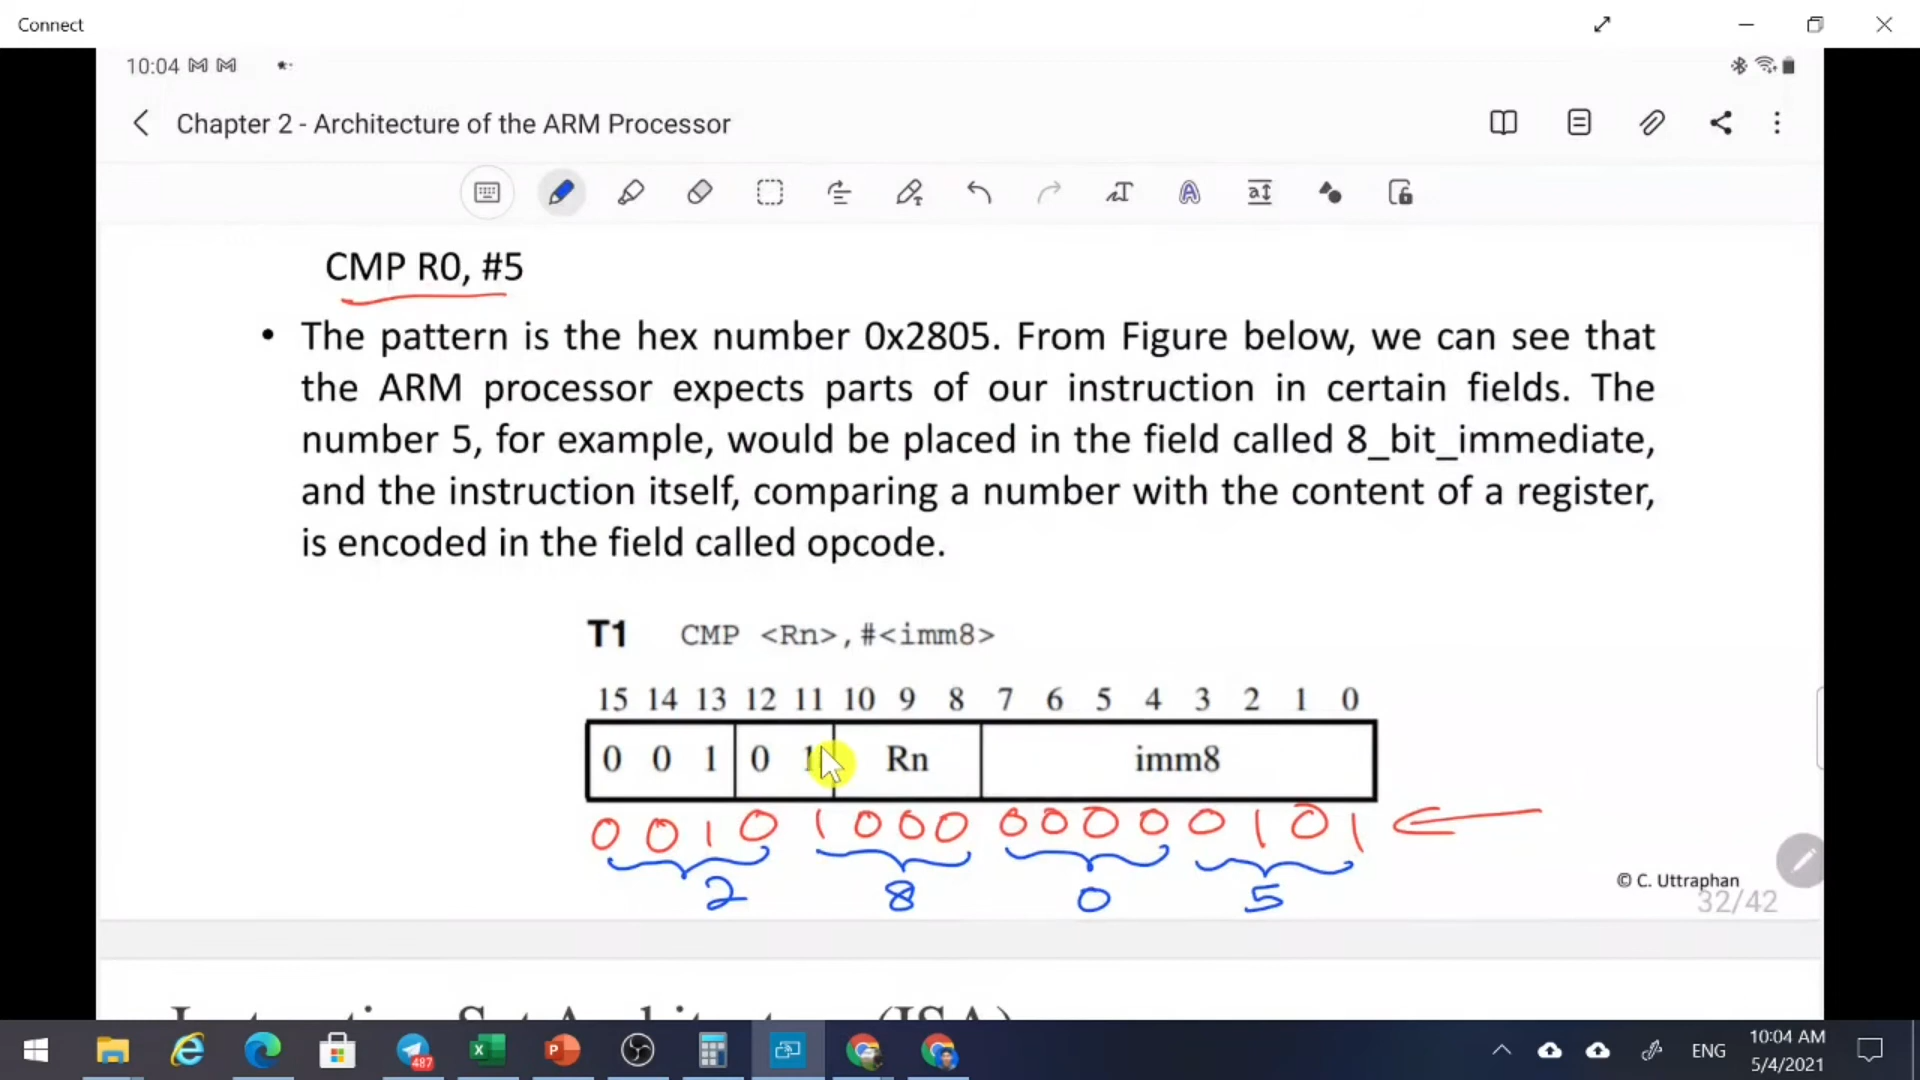 Connect
10:04
Chapter 2 - Architecture of the ARM Processor
CMP R0, #5
• The pattern is the hex number 0x2805. From Figure below, we can see that
the ARM processor expects parts of our instruction in certain fields. The
number 5, for example, would be placed in the field called 8_bit_immediate,
and the instruction itself, comparing a number with the content of a register,
is encoded in the field called opcode.
T1 CMP <Rn>,#<imm8>
15 14 13 12 11 10 9 8 7 6 5 4 3 2 1 0
0 0 1 0 1 Rn imm8
0 0 1 0 1 0 0 0 0 0 0 0 0 1 0 1
2 8 0 5
© C. Uttraphan
32/42
Instruction Set Architecture (ISA)
487
ENG
10:04 AM
5/4/2021